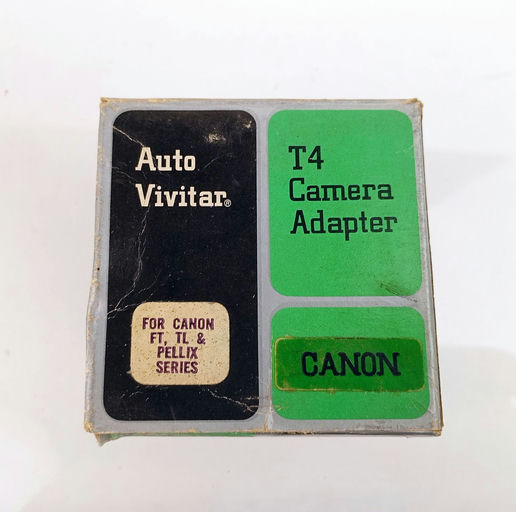 Auto
Vivitar®
T4
Camera
Adapter
FOR CANON
FT, TL &
PELLIX
SERIES
CANON